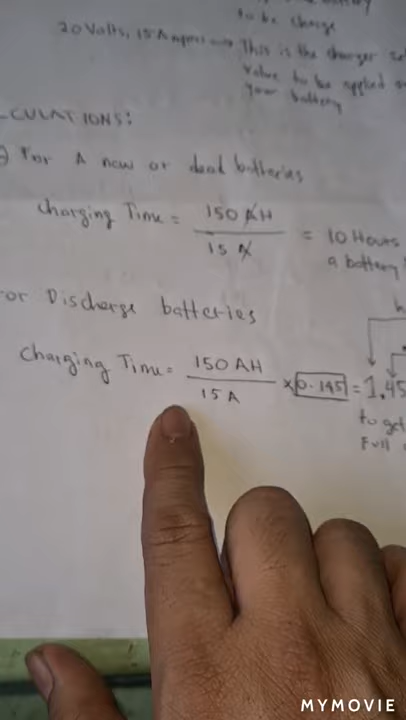 to be charge
20 Volts, 15 Amperes → This is the charger
value to be applied
your battery
CULATIONS:
For A new or dead batteries
Charging Time = 150 AH / 15 A = 10 Hours
a battery
or Discharge batteries
Charging Time = 150 AH / 15 A × 0.145 = 1.45
to get
Full
MYMOVIE